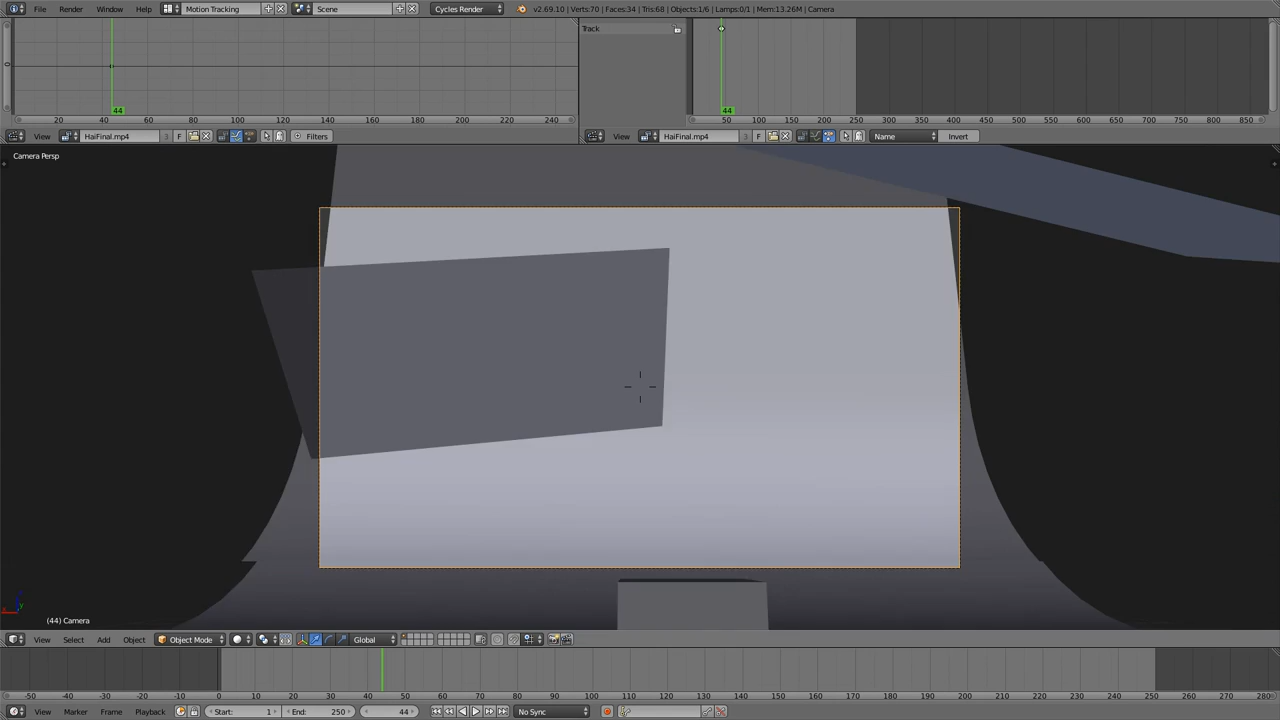 File Render Window Help Motion Tracking Scene Cycles Render v2.69.10 | Verts:70 | Faces:34 | Tris:68 | Objects:1/6 | Lamps:0/1 | Mem:13.26M | Camera
Track
44
44
20 40 60 80 100 120 140 160 180 200 220 240
50 100 150 200 250 300 350 400 450 500 550 600 650 700 750 800 850
View HaiFinal.mp4 3 F Filters
View HaiFinal.mp4 3 F Name Invert
Camera Persp
x y
(44) Camera
View Select Add Object Object Mode Global
-50 -40 -30 -20 -10 0 10 20 30 40 50 60 70 80 90 100 110 120 130 140 150 160 170 180 190 200 210 220 230 240 250 260 270 280
View Marker Frame Playback Start: 1 End: 250 44 No Sync